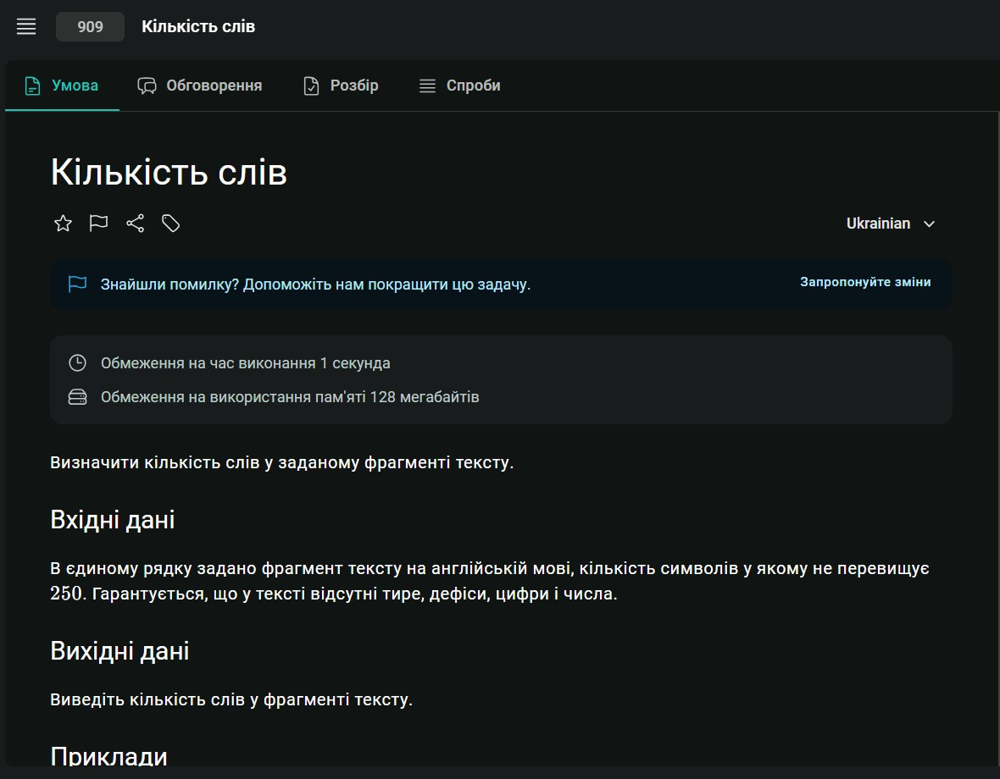 909 Кількість слів
Умова Обговорення Розбір Спроби
Кількість слів
Ukrainian
Знайшли помилку? Допоможіть нам покращити цю задачу. Запропонуйте зміни
Обмеження на час виконання 1 секунда
Обмеження на використання пам'яті 128 мегабайтів
Визначити кількість слів у заданому фрагменті тексту.
Вхідні дані
В єдиному рядку задано фрагмент тексту на англійській мові, кількість символів у якому не перевищує
250. Гарантується, що у тексті відсутні тире, дефіси, цифри і числа.
Вихідні дані
Виведіть кількість слів у фрагменті тексту.
Приклади